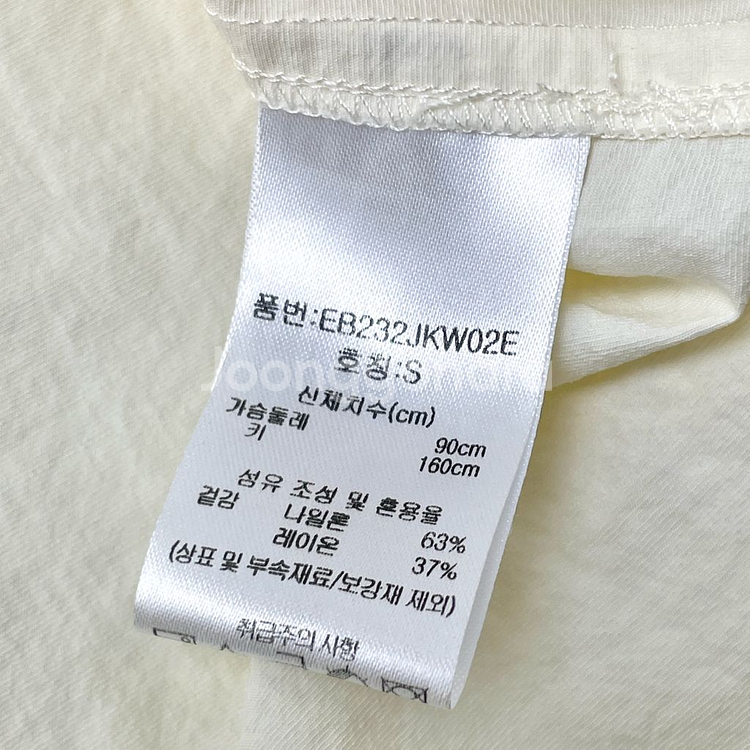 품번:EB232JKW02E
호칭:S
신체치수(cm)
가슴둘레 90cm
키 160cm
섬유 조성 및 혼용율
겉감 나일론 63%
레이온 37%
(상표 및 부속재료/보강재 제외)
취급주의 사항